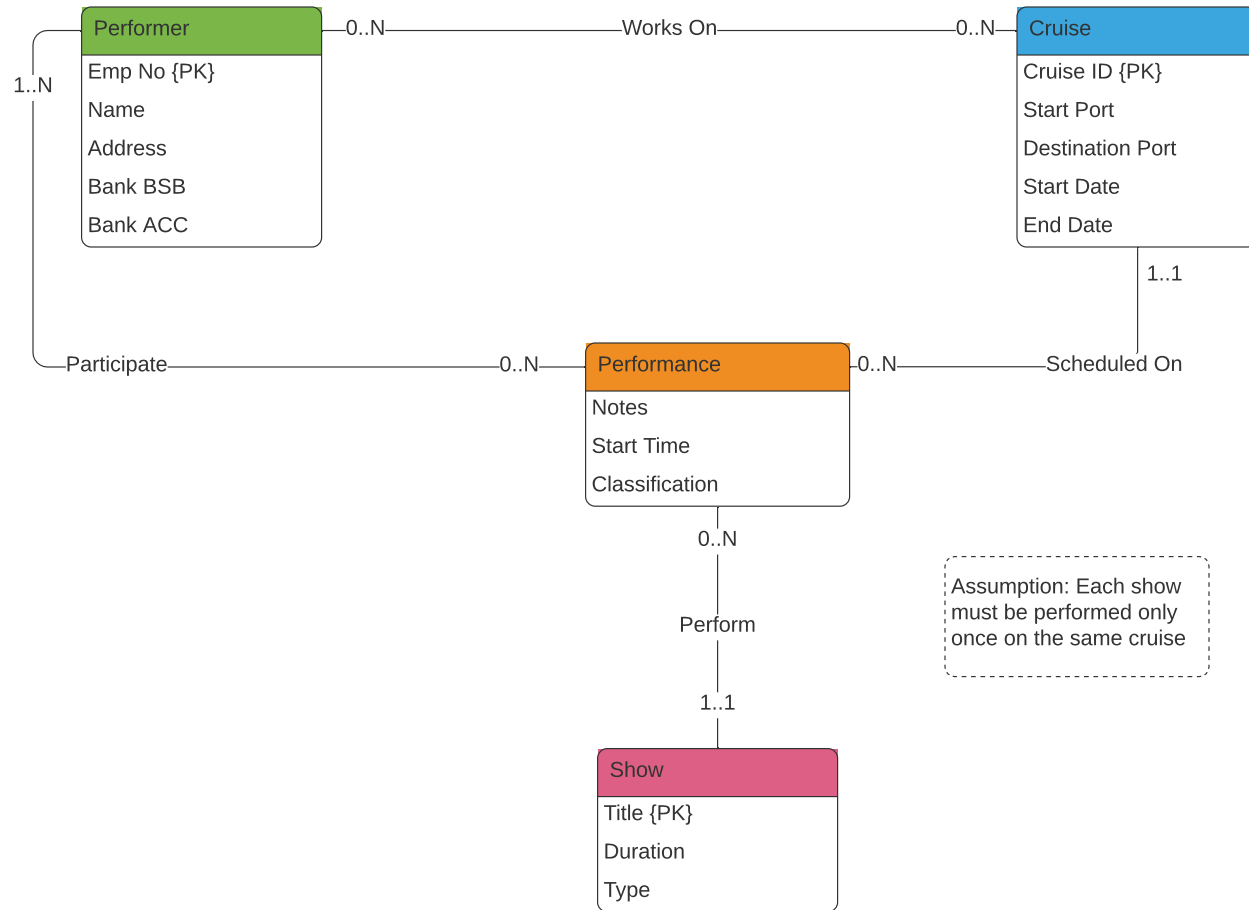 Performer
0..N
Works On
0..N
Cruise
1..N
Emp No {PK}
Name
Address
Bank BSB
Bank ACC
Cruise ID {PK}
Start Port
Destination Port
Start Date
End Date
1..1
Participate
0..N
Performance
0..N
Scheduled On
Notes
Start Time
Classification
0..N
Perform
1..1
Assumption: Each show
must be performed only
once on the same cruise
Show
Title {PK}
Duration
Type